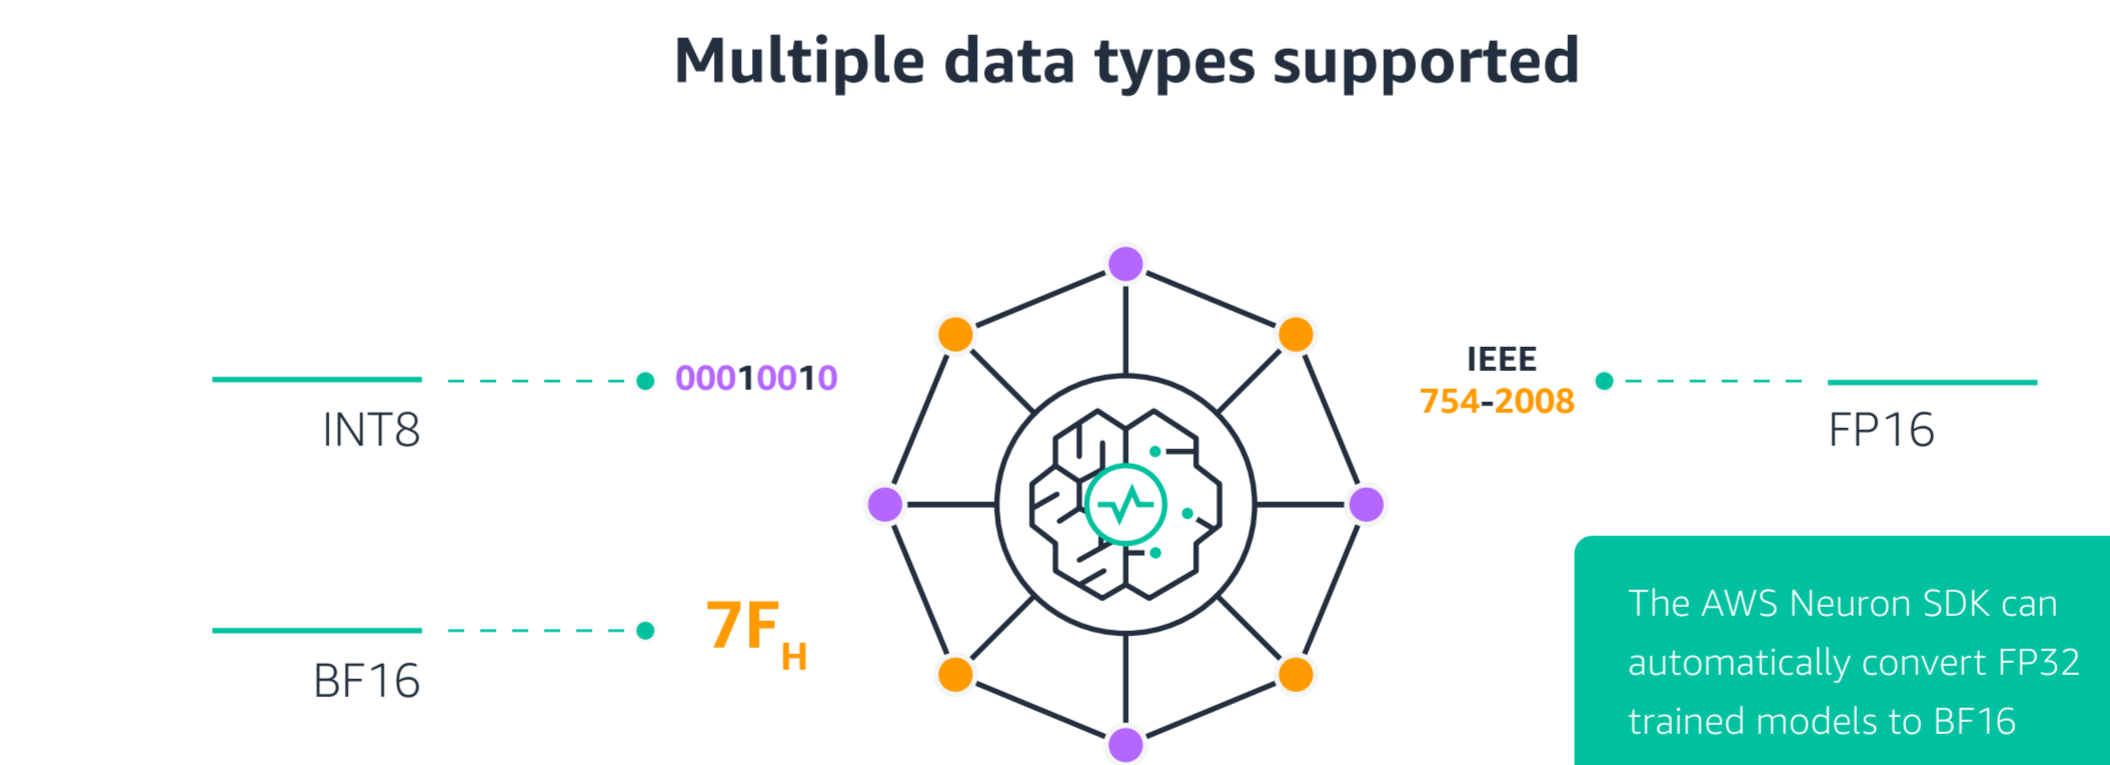 Multiple data types supported
INT8
00010010
IEEE
754-2008
FP16
BF16
7F
H
The AWS Neuron SDK can
automatically convert FP32
trained models to BF16